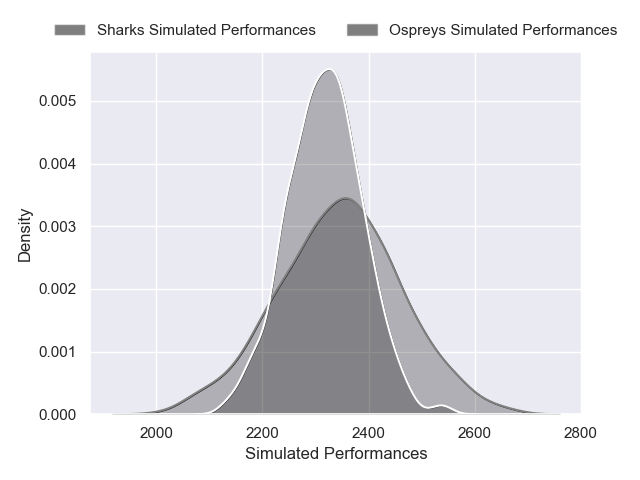 Sharks Simulated Performances Ospreys Simulated Performances
0.005
0.004
0.003
0.002
0.001
0.000
Density
2000 2200 2400 2600 2800
Simulated Performances